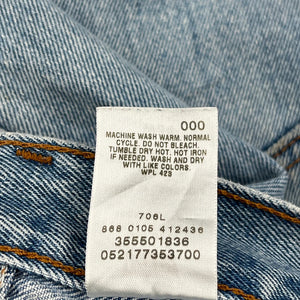 000
MACHINE WASH WARM. NORMAL
CYCLE. DO NOT BLEACH.
TUMBLE DRY HOT. HOT IRON
IF NEEDED. WASH AND DRY
WITH LIKE COLORS.
WPL 423
706L
868 0105 412436
355501836
052177353700